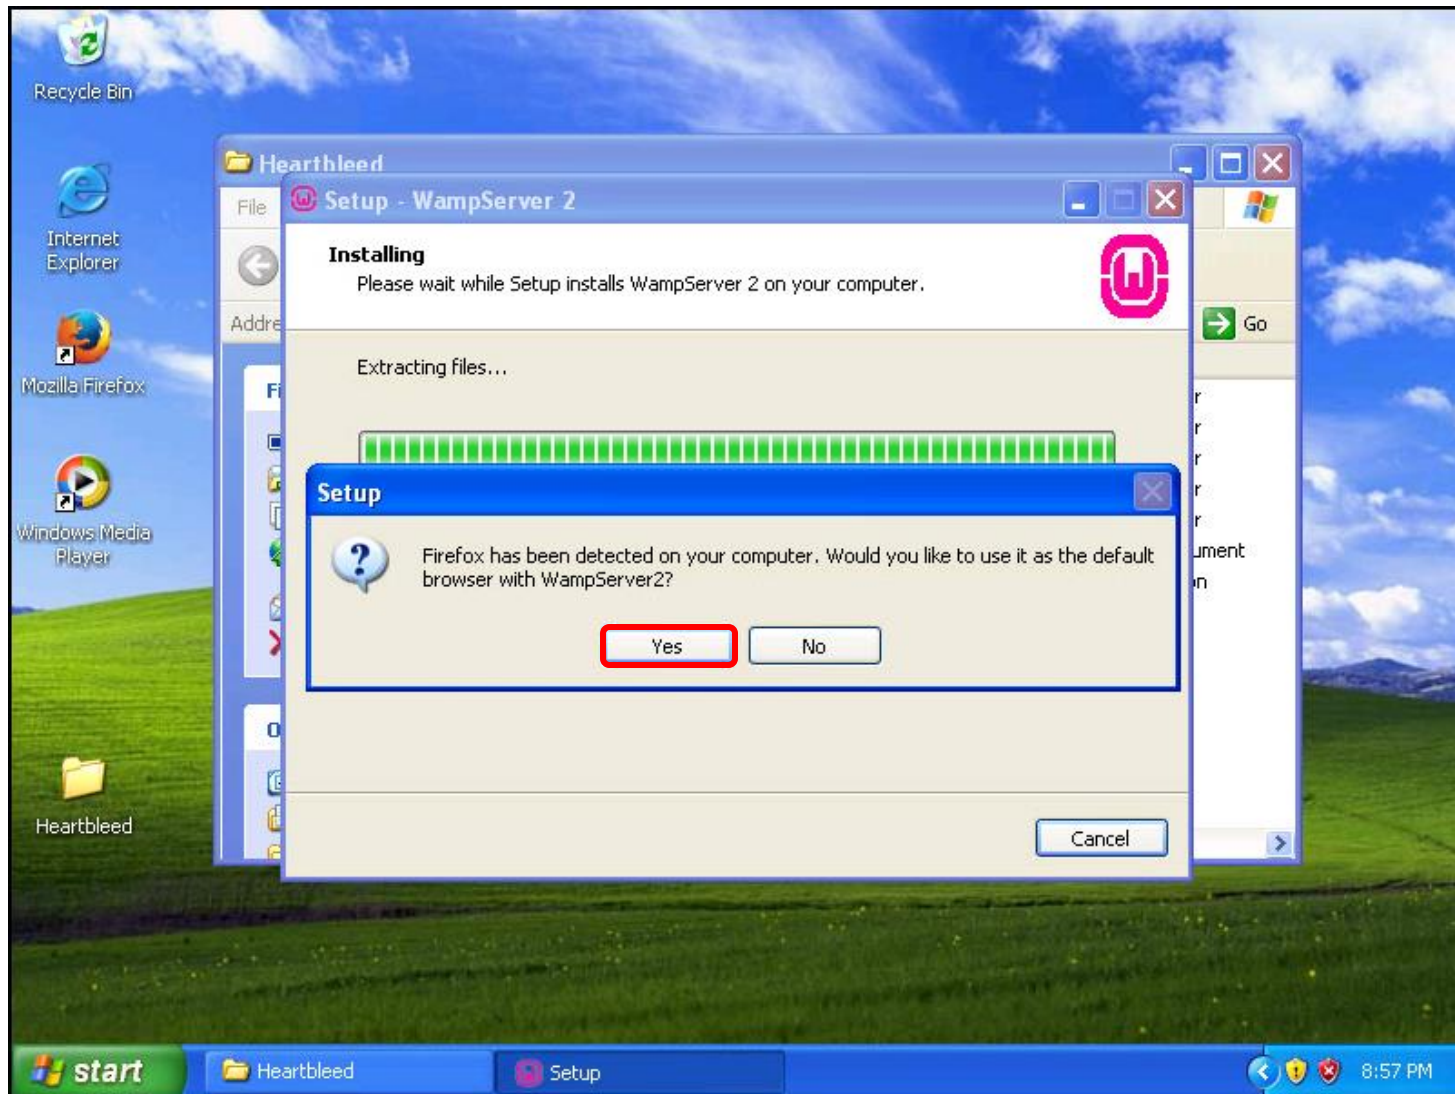 Recycle Bin
Internet
Explorer
Mozilla Firefox
Windows Media
Player
Heartbleed
Heartbleed
File
Go
Setup - WampServer 2
Installing
Please wait while Setup installs WampServer 2 on your computer.
Extracting files...
Setup
Firefox has been detected on your computer. Would you like to use it as the default
browser with WampServer2?
Yes
No
Cancel
start
Heartbleed
Setup
8:57 PM